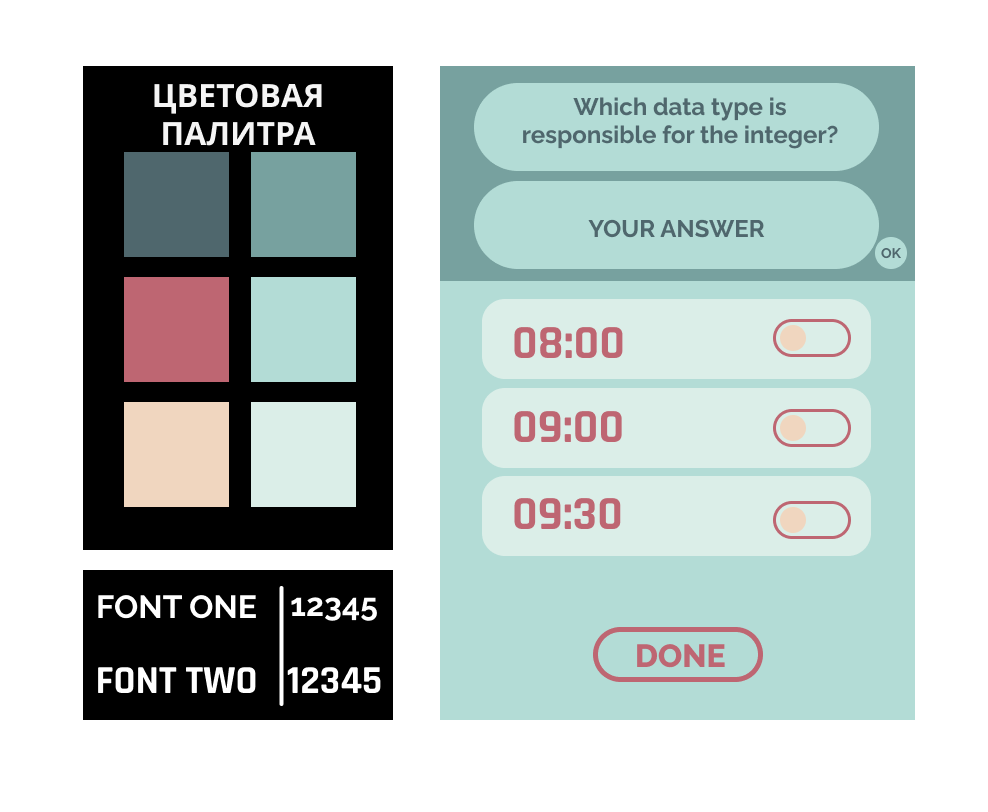 ЦВЕТОВАЯ
ПАЛИТРА
FONT ONE
12345
FONT TWO
12345
Which data type is
responsible for the integer?
YOUR ANSWER
OK
08:00
09:00
09:30
DONE